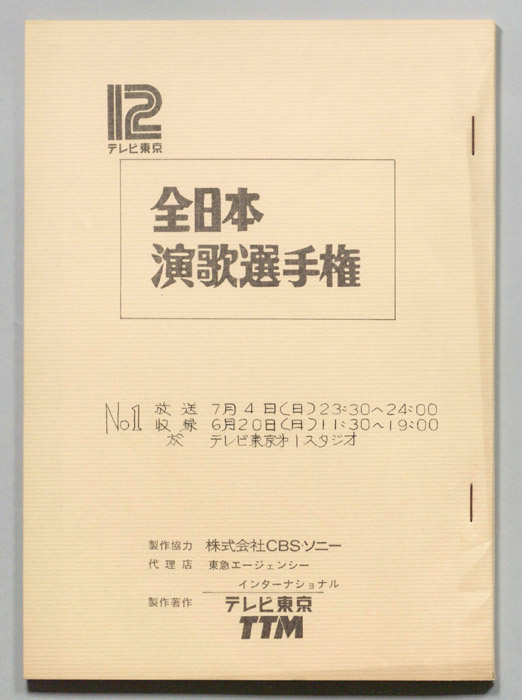 12
テレビ東京
全日本
演歌選手権
No1 放送 7月4日(日)23:30〜24:00
収録 6月20日(月)11:30〜19:00
於 テレビ東京第1スタジオ
製作協力 株式会社CBS・ソニー
代理店 東急エージェンシー
インターナショナル
製作著作 テレビ東京
TTM